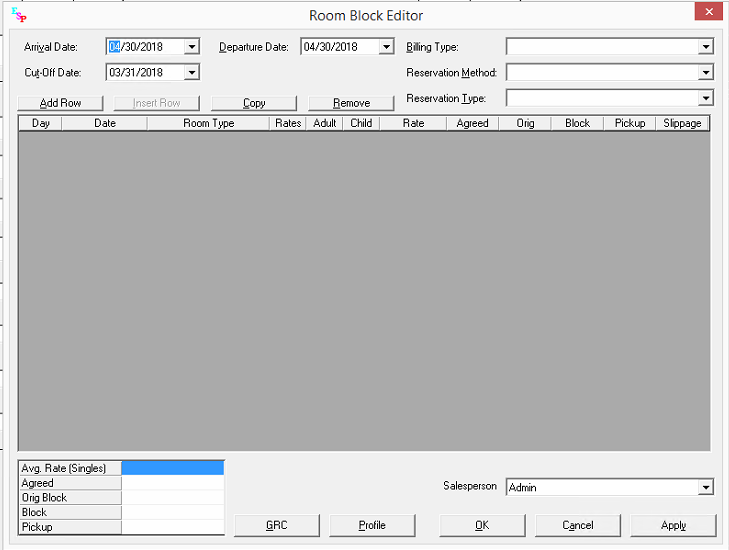 FSP
Room Block Editor
Arrival Date: 04/30/2018 Departure Date: 04/30/2018 Billing Type:
Cut-Off Date: 03/31/2018 Reservation Method:
Reservation Type:
Add Row Insert Row Copy Remove
Day Date Room Type Rates Adult Child Rate Agreed Orig Block Pickup Slippage
Avg. Rate (Singles)
Agreed
Orig Block
Block
Pickup
Salesperson Admin
GRC Profile OK Cancel Apply